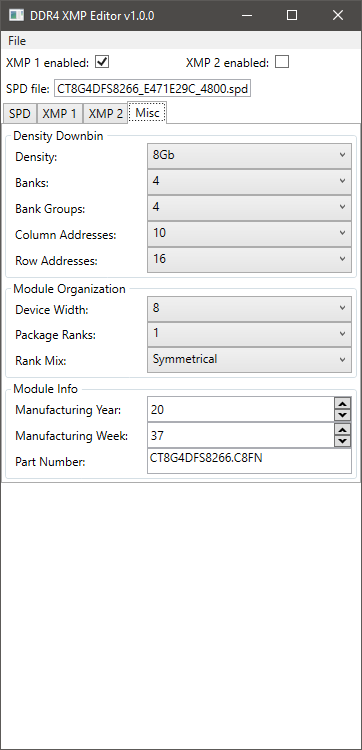 DDR4 XMP Editor v1.0.0
File
XMP 1 enabled: XMP 2 enabled:
SPD file: CT8G4DFS8266_E471E29C_4800.spd
SPD XMP 1 XMP 2 Misc
Density Downbin
Density: 8Gb
Banks: 4
Bank Groups: 4
Column Addresses: 10
Row Addresses: 16
Module Organization
Device Width: 8
Package Ranks: 1
Rank Mix: Symmetrical
Module Info
Manufacturing Year: 20
Manufacturing Week: 37
Part Number: CT8G4DFS8266.C8FN